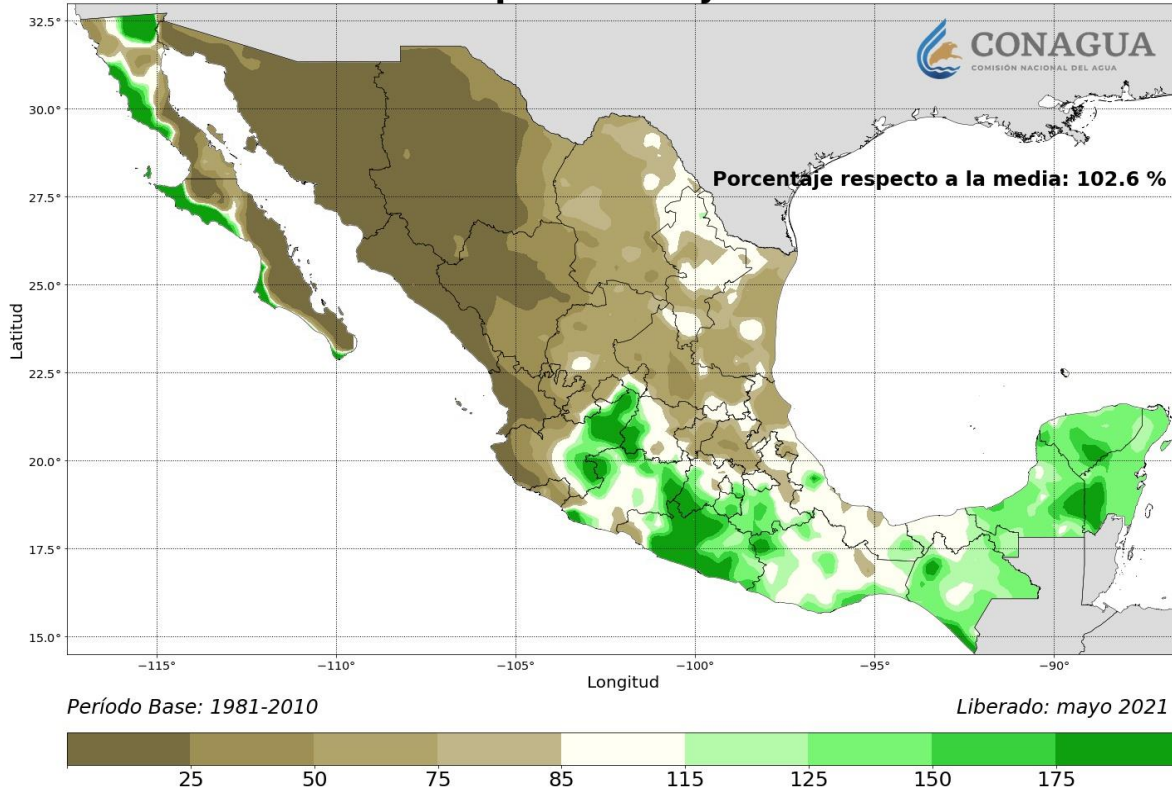 CONAGUA
COMISIÓN NACIONAL DEL AGUA
Porcentaje respecto a la media: 102.6 %
32.5°
30.0°
27.5°
25.0°
22.5°
20.0°
17.5°
15.0°
Latitud
−115° −110° −105° −100° −95° −90°
Longitud
Período Base: 1981-2010 Liberado: mayo 2021
25 50 75 85 115 125 150 175